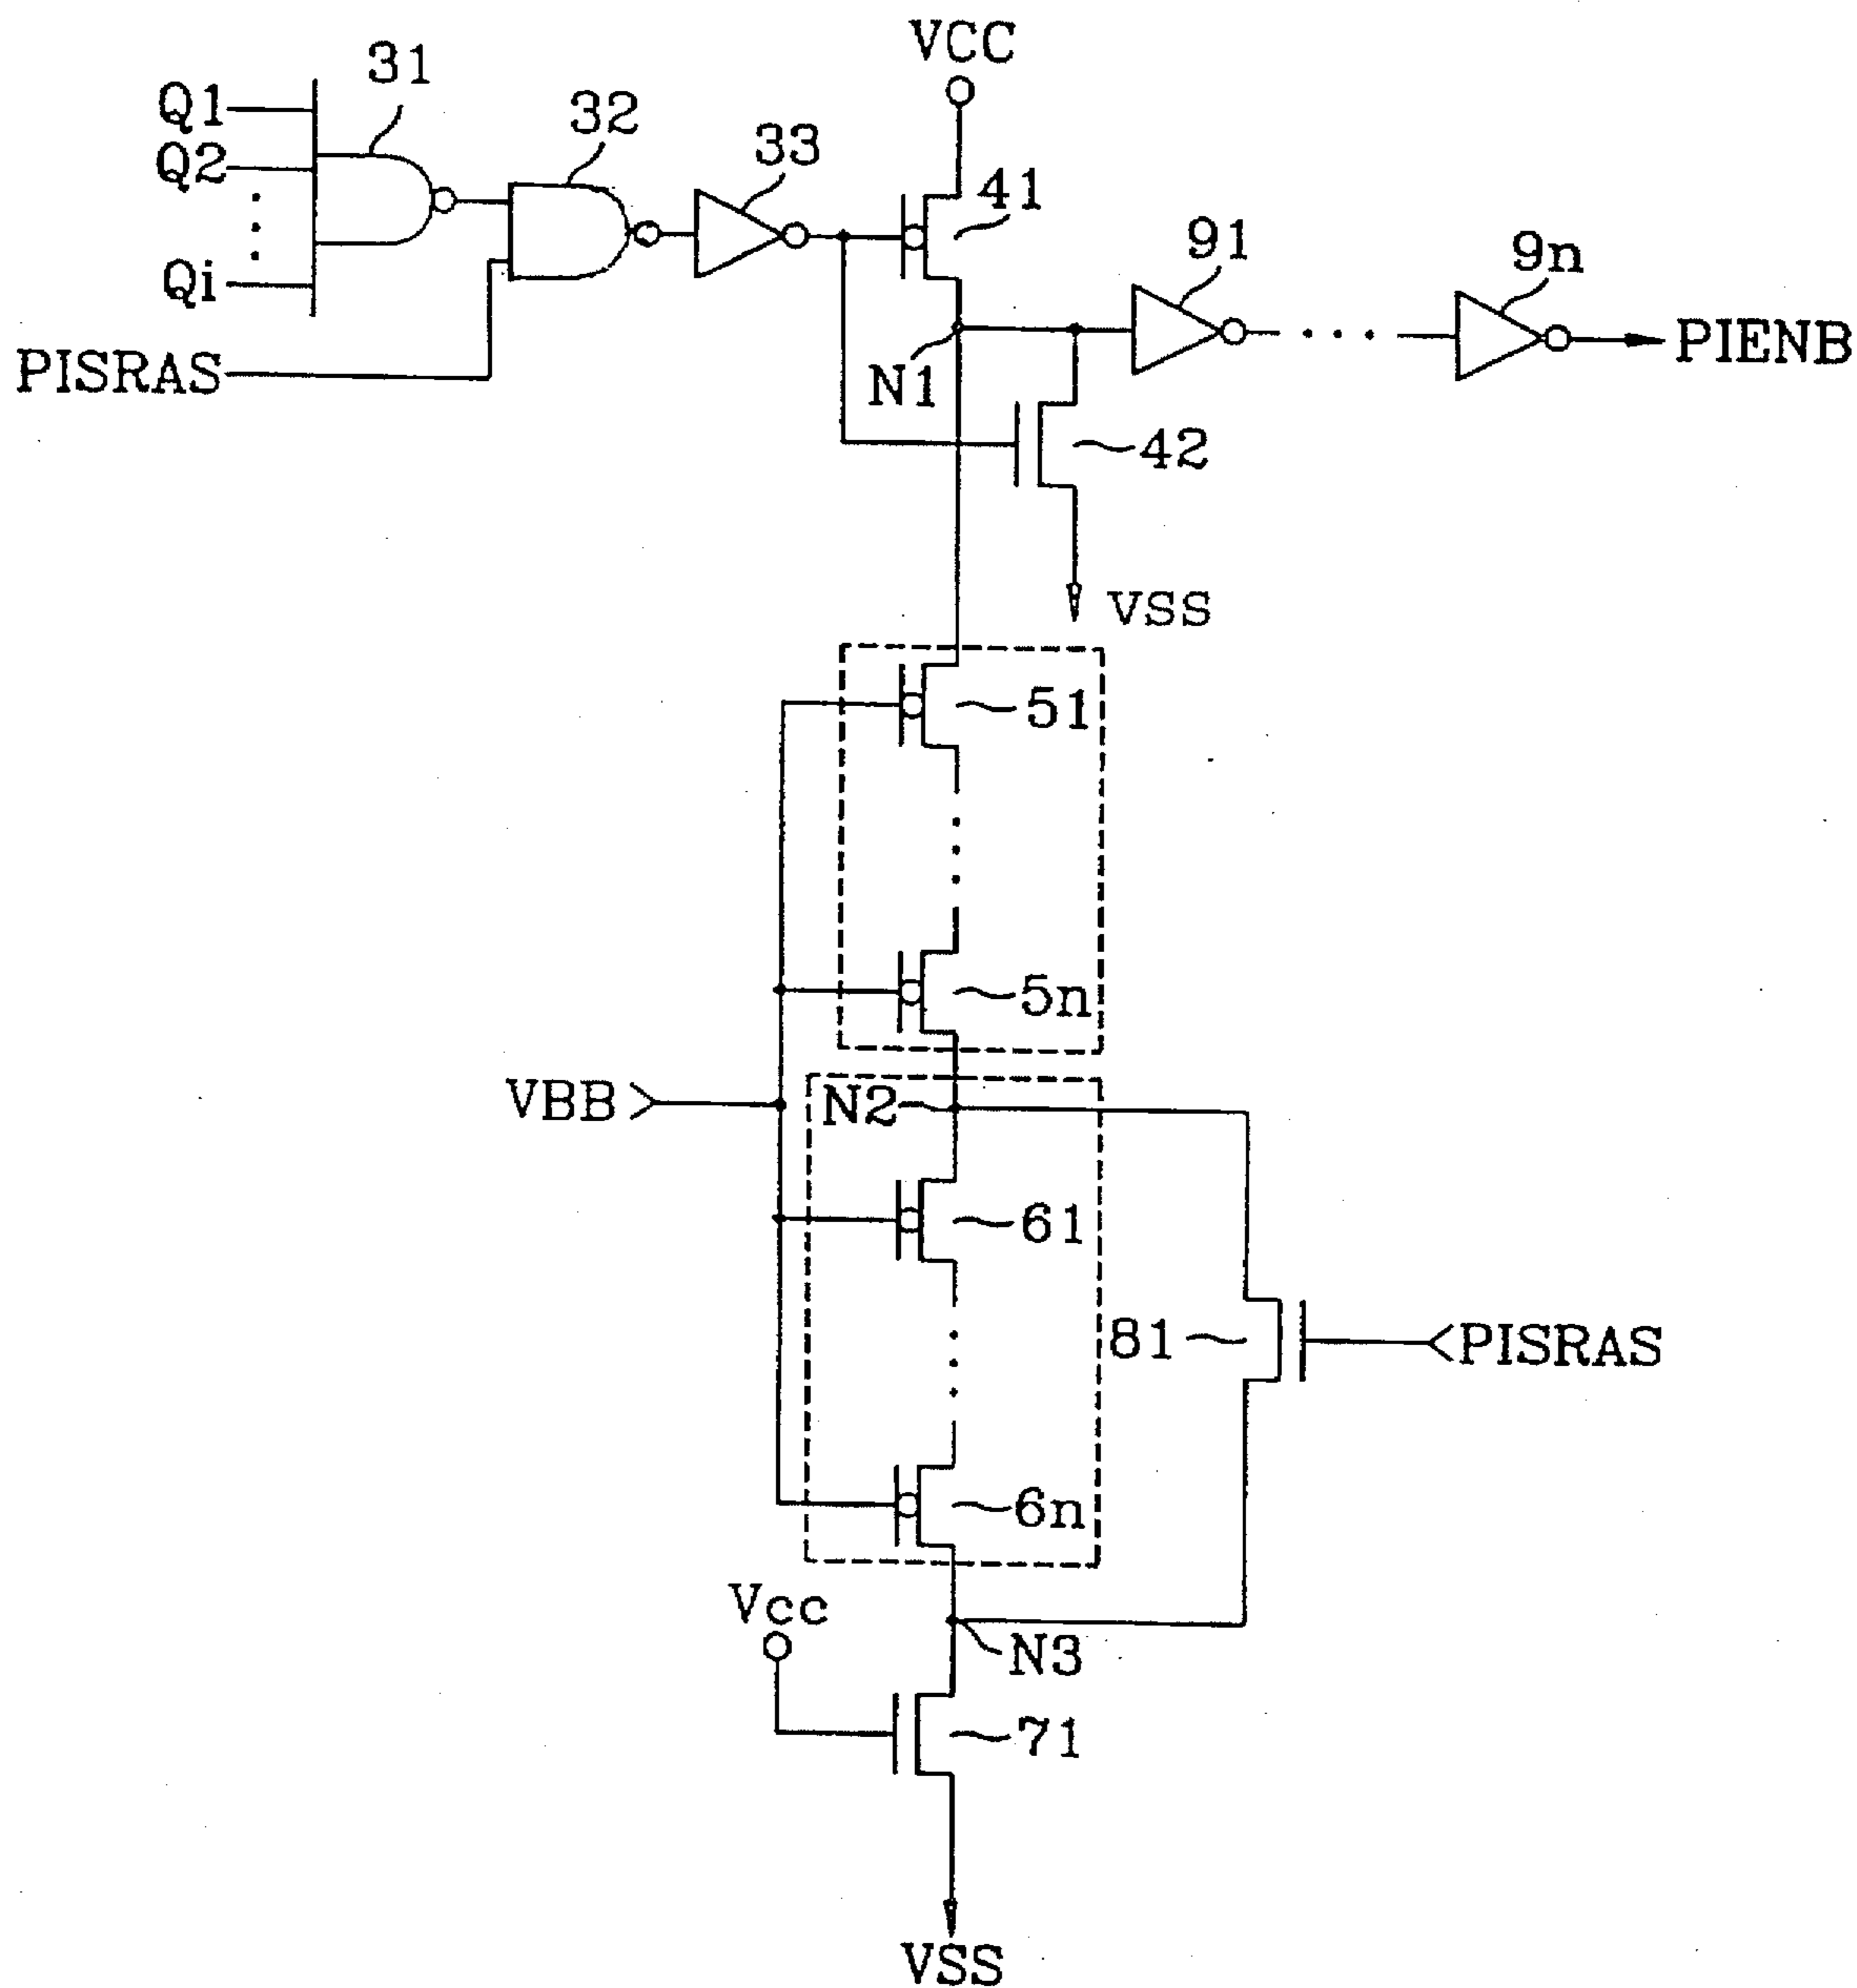 VCC
31
Q1
32
Q2
33
41
Qi
91
9n
PISRAS
N1
PIENB
42
VSS
51
5n
VBB
N2
61
81
PISRAS
6n
Vcc
N3
71
VSS